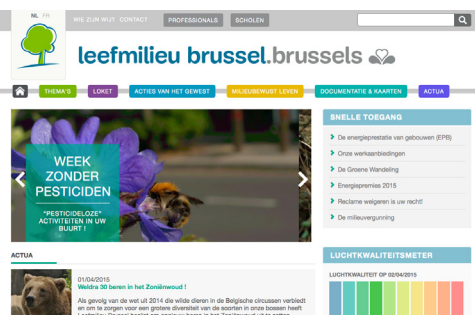 NL FR
WIE ZIJN WIJ? CONTACT PROFESSIONALS SCHOLEN
leefmilieu brussel.brussels
THEMA'S LOKET ACTIES VAN HET GEWEST MILIEUBEWUST LEVEN DOCUMENTATIE & KAARTEN ACTUA
WEEK
ZONDER
PESTICIDEN
"PESTICIDELOZE"
ACTIVITEITEN IN UW
BUURT !
SNELLE TOEGANG
De energieprestatie van gebouwen (EPB)
Onze werkaanbiedingen
De Groene Wandeling
Energiepremies 2015
Reclame weigeren is uw recht!
De milieuvergunning
ACTUA
01/04/2015
Weldra 30 beren in het Zoniënwoud !
Als gevolg van de wet uit 2014 die wilde dieren in de Belgische circussen verbiedt
en om te zorgen voor een grotere diversiteit van de soorten in onze bossen heeft
LUCHTKWALITEITSMETER
LUCHTKWALITEIT OP 02/04/2015